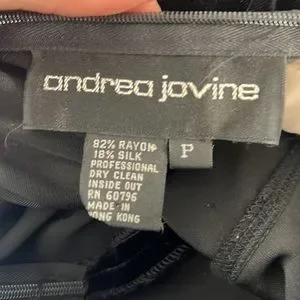 andrea jovine
82% RAYON
18% SILK
PROFESSIONAL
DRY CLEAN
INSIDE OUT
RN 60796
MADE IN
HONG KONG
P